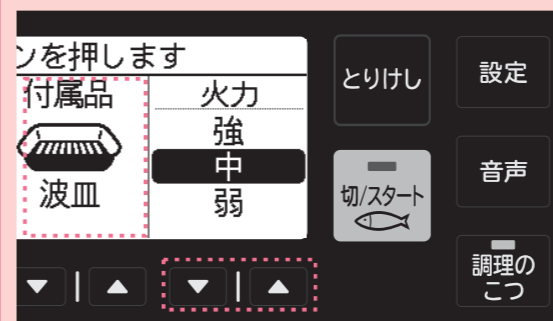 ンを押します
付属品
波皿
火力
強
中
弱
とりけし
切/スタート
設定
音声
調理の
こつ